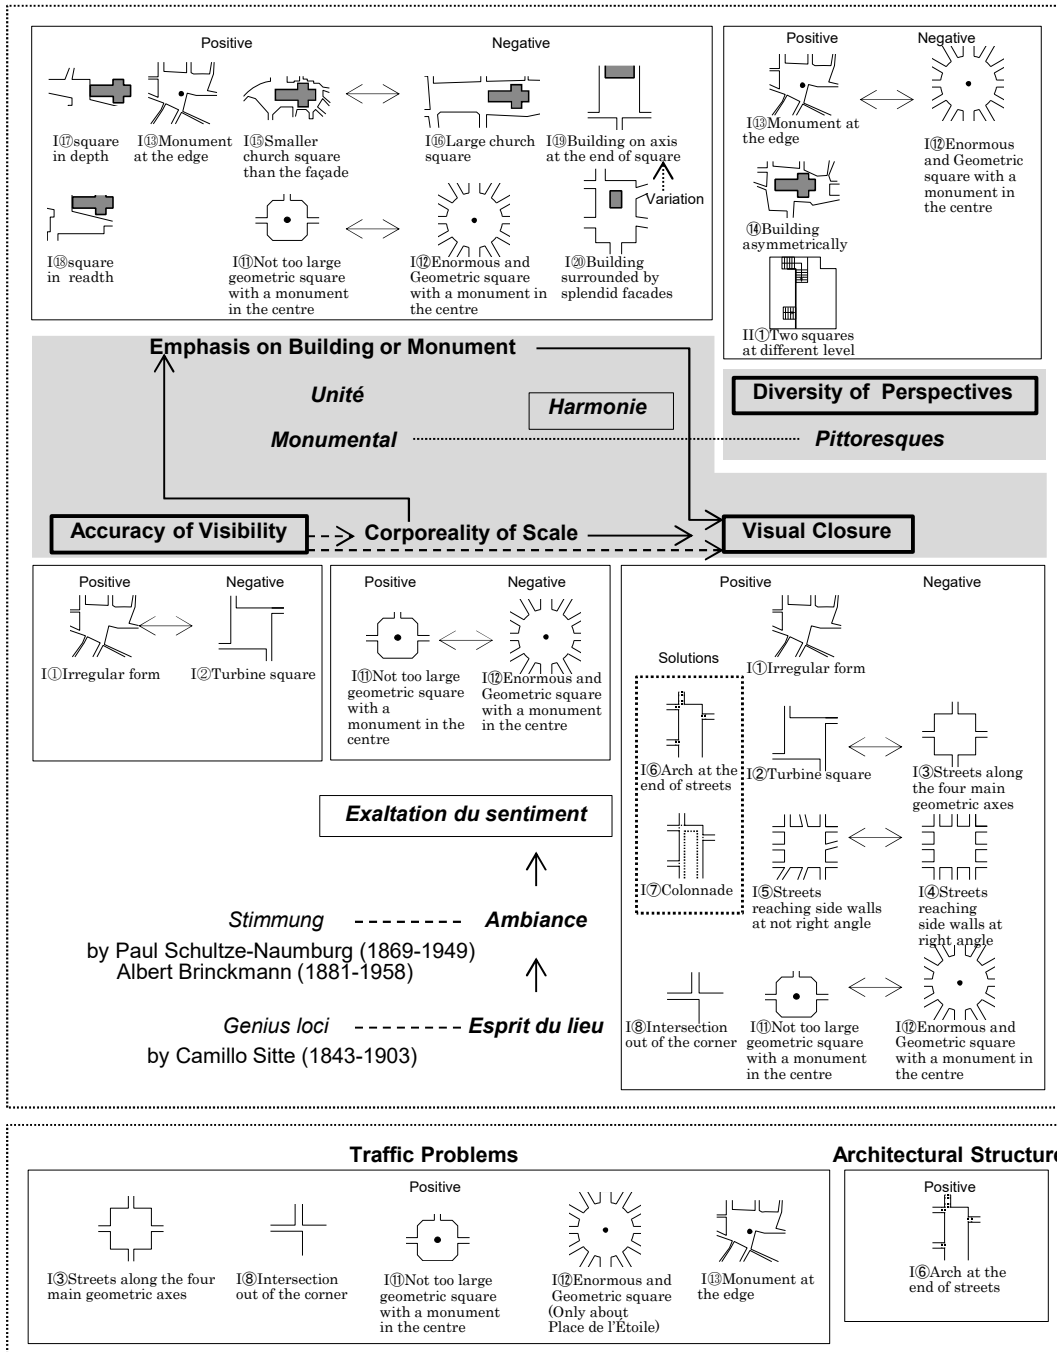 Positive
Negative
I⑰square
in depth
I⑬Monument
at the edge
I⑮Smaller
church square
than the façade
I⑯Large church
square
I⑲Building on axis
at the end of square
Variation
I⑱square
in readth
I⑪Not too large
geometric square
with a monument
in the centre
I⑫Enormous and
Geometric square
with a monument in
the centre
I⑳Building
surrounded by
splendid facades
Positive
Negative
I⑬Monument at
the edge
I⑫Enormous
and Geometric
square with a
monument in
the centre
⑭Building
asymmetrically
II①Two squares
at different level
Emphasis on Building or Monument
Unité
Harmonie
Monumental
Diversity of Perspectives
Pittoresques
Accuracy of Visibility
Corporeality of Scale
Visual Closure
Positive
Negative
I①Irregular form
I②Turbine square
Positive
Negative
I⑪Not too large
geometric square
with a
monument in the
centre
I⑫Enormous and
Geometric square
with a monument
in the centre
Positive
Negative
Solutions
I①Irregular form
I⑥Arch at the
end of streets
I②Turbine square
I③Streets along
the four main
geometric axes
I⑦Colonnade
I⑤Streets
reaching side walls
at not right angle
I④Streets
reaching
side walls at
right angle
I⑧Intersection
out of the corner
I⑪Not too large
geometric square
with a monument
in the centre
I⑫Enormous and
Geometric square
with a monument in
the centre
Exaltation du sentiment
Stimmung
Ambiance
by Paul Schultze-Naumburg (1869-1949)
Albert Brinckmann (1881-1958)
Genius loci
Esprit du lieu
by Camillo Sitte (1843-1903)
Traffic Problems
Positive
I③Streets along the four
main geometric axes
I⑧Intersection
out of the corner
I⑪Not too large
geometric square
with a monument
in the centre
I⑫Enormous and
Geometric square
(Only about
Place de l'Étoile)
I⑬Monument at
the edge
Architectural Structure
Positive
I⑥Arch at the
end of streets